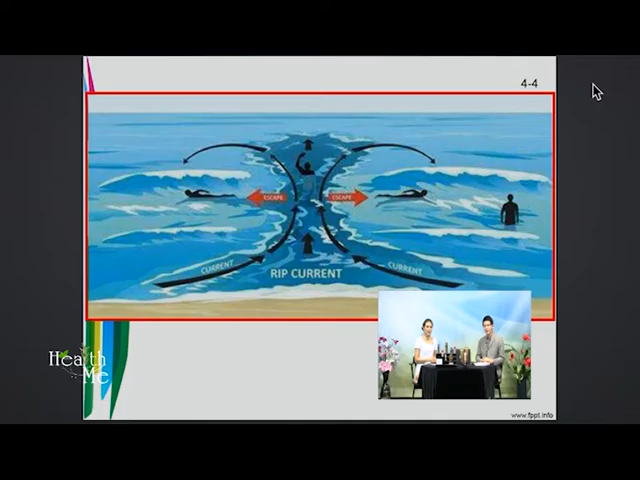 4-4
ESCAPE
ESCAPE
CURRENT
RIP CURRENT
CURRENT
Health
Me
www.fppt.info